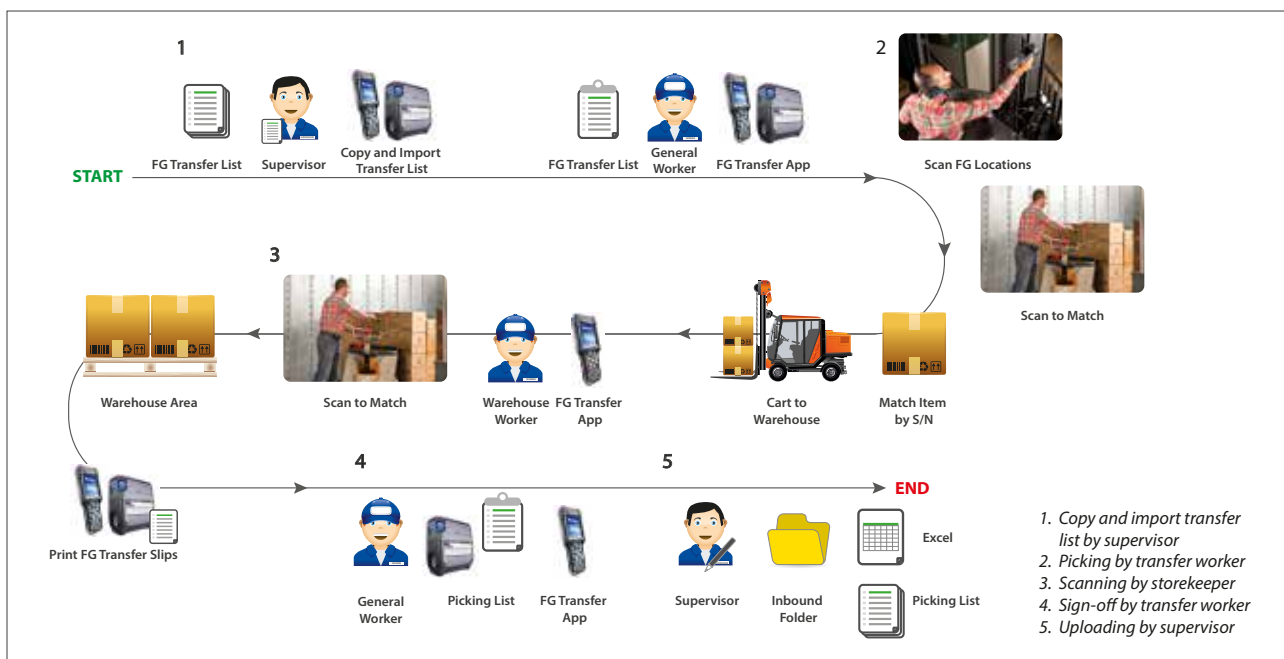 1
2
FG Transfer List
Supervisor
Copy and Import
Transfer List
FG Transfer List
General
Worker
FG Transfer App
Scan FG Locations
START
Scan to Match
3
Warehouse Area
Scan to Match
Warehouse
Worker
FG Transfer
App
Cart to
Warehouse
Match Item
by S/N
4
5
END
Print FG Transfer Slips
General
Worker
Picking List
FG Transfer
App
Supervisor
Inbound
Folder
Excel
Picking List
1. Copy and import transfer
list by supervisor
2. Picking by transfer worker
3. Scanning by storekeeper
4. Sign-off by transfer worker
5. Uploading by supervisor